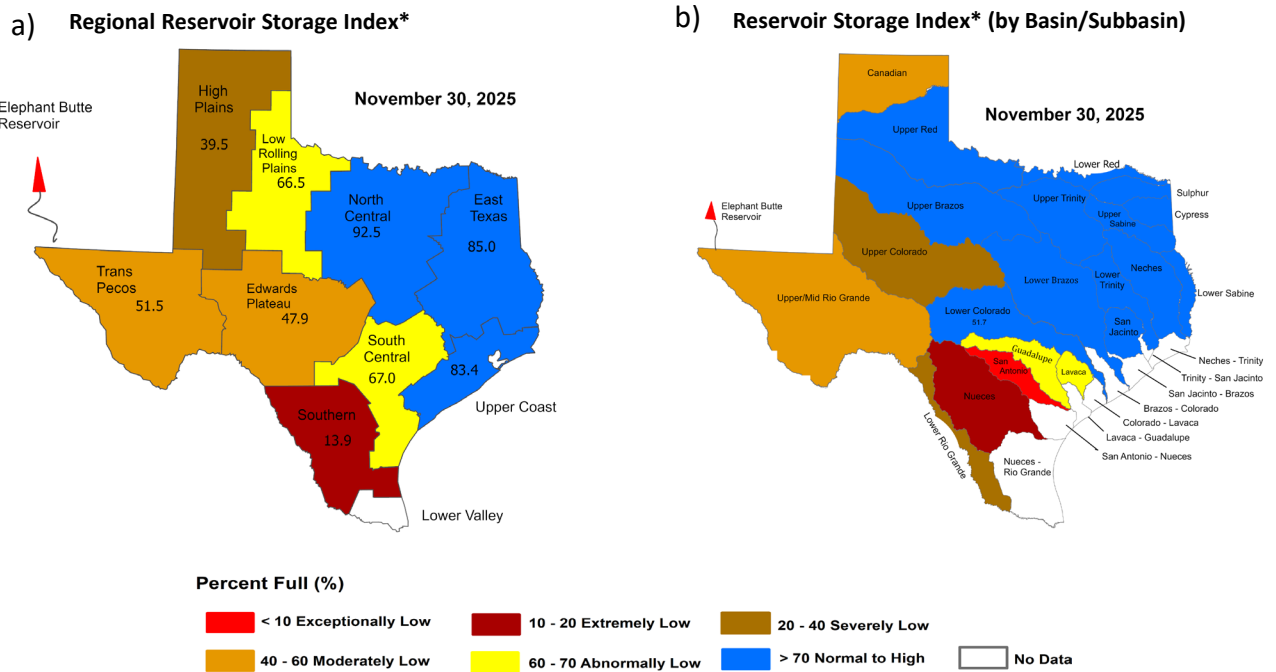 a)
Regional Reservoir Storage Index*
November 30, 2025
Elephant Butte
Reservoir
High
Plains
39.5
Low
Rolling
Plains
66.5
North
Central
92.5
East
Texas
85.0
Trans
Pecos
51.5
Edwards
Plateau
47.9
South
Central
67.0
83.4
Upper Coast
Southern
13.9
Lower Valley
b)
Reservoir Storage Index* (by Basin/Subbasin)
November 30, 2025
Elephant Butte
Reservoir
Canadian
Upper Red
Lower Red
Sulphur
Cypress
Upper Brazos
Upper Trinity
Upper
Sabine
Upper Colorado
Lower Brazos
Lower
Trinity
Neches
Lower Sabine
Upper/Mid Rio Grande
Lower Colorado
51.7
San
Jacinto
Guadalupe
San
Antonio
Lavaca
Nueces
Neches - Trinity
Trinity - San Jacinto
San Jacinto - Brazos
Brazos - Colorado
Colorado - Lavaca
Lavaca - Guadalupe
San Antonio - Nueces
Lower Rio Grande
Nueces -
Rio Grande
Percent Full (%)
< 10 Exceptionally Low
10 - 20 Extremely Low
20 - 40 Severely Low
40 - 60 Moderately Low
60 - 70 Abnormally Low
> 70 Normal to High
No Data